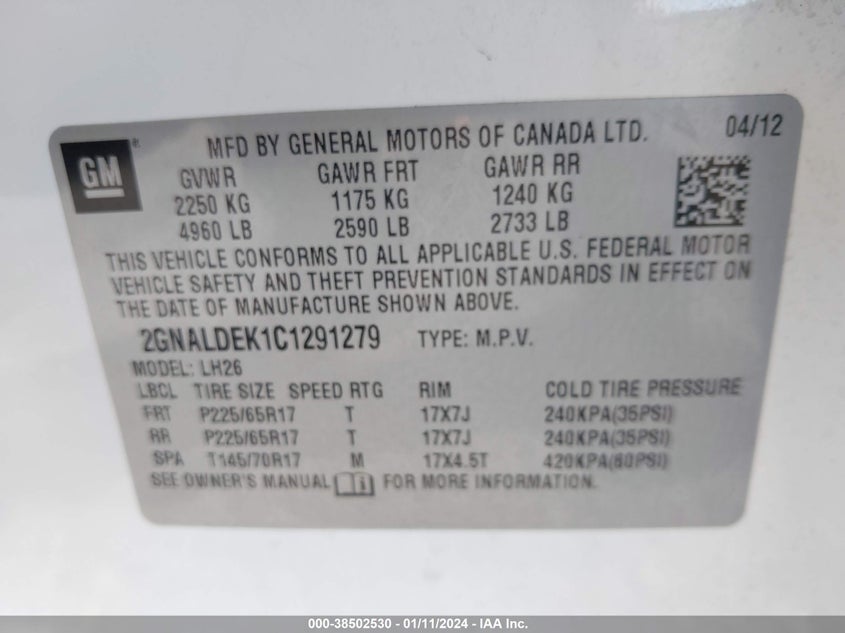 GM ® MFD BY GENERAL MOTORS OF CANADA LTD. 04/12
GVWR GAWR FRT GAWR RR
2250 KG 1175 KG 1240 KG
4960 LB 2590 LB 2733 LB
THIS VEHICLE CONFORMS TO ALL APPLICABLE U.S. FEDERAL MOTOR
VEHICLE SAFETY AND THEFT PREVENTION STANDARDS IN EFFECT ON
THE DATE OF MANUFACTURE SHOWN ABOVE.
2GNALDEK1C1291279 TYPE: M.P.V.
MODEL: LH26
LBCL TIRE SIZE SPEED RTG RIM COLD TIRE PRESSURE
FRT P225/65R17 T 17X7J 240KPA(35PSI)
RR P225/65R17 T 17X7J 240KPA(35PSI)
SPA T145/70R17 M 17X4.5T 420KPA(60PSI)
SEE OWNER'S MANUAL i FOR MORE INFORMATION.
000-38502530 - 01/11/2024 - IAAI Inc.